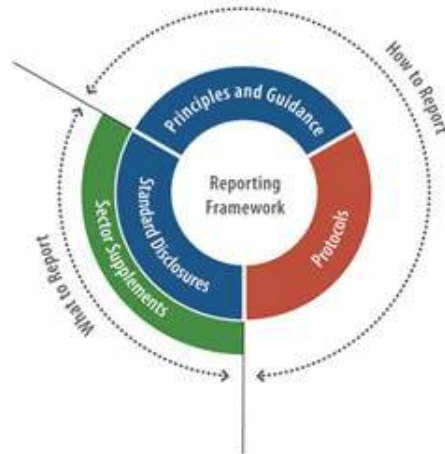 How to Report
Principles and Guidance
Reporting
Framework
Standard Disclosures
Sector Supplements
Protocols
What to Report